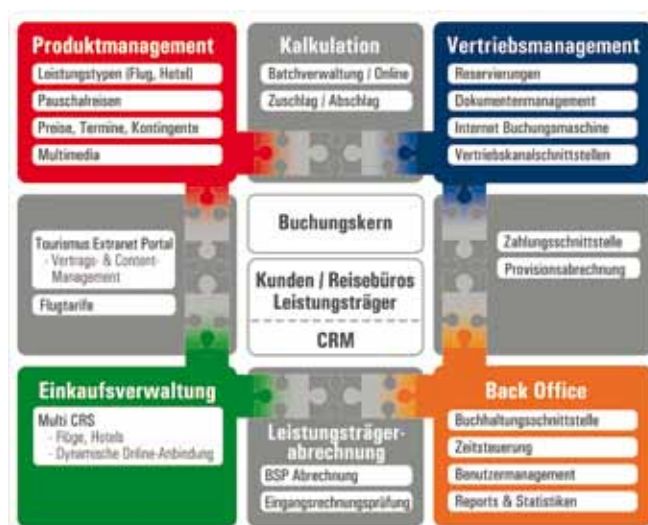 Produktmanagement
Leistungstypen (Flug, Hotel)
Pauschalreisen
Preise, Termine, Kontingente
Multimedia
Kalkulation
Batchverwaltung / Online
Zuschlag / Abschlag
Vertriebsmanagement
Reservierungen
Dokumentenmanagement
Internet Buchungsmaschine
Vertriebskanalschnittstellen
Tourismus Extranet Portal
- Vertrags- & Content-
Management
Flugtarife
Buchungskern
Kunden / Reisebüros
Leistungsträger
CRM
Zahlungsschnittstelle
Provisionsabrechnung
Einkaufsverwaltung
Multi CRS
- Flüge, Hotels
- Dynamische Online-Anbindung
Leistungsträger-
abrechnung
BSP Abrechnung
Eingangsrechnungsprüfung
Back Office
Buchhaltungsschnittstelle
Zeitsteuerung
Benutzermanagement
Reports & Statistiken